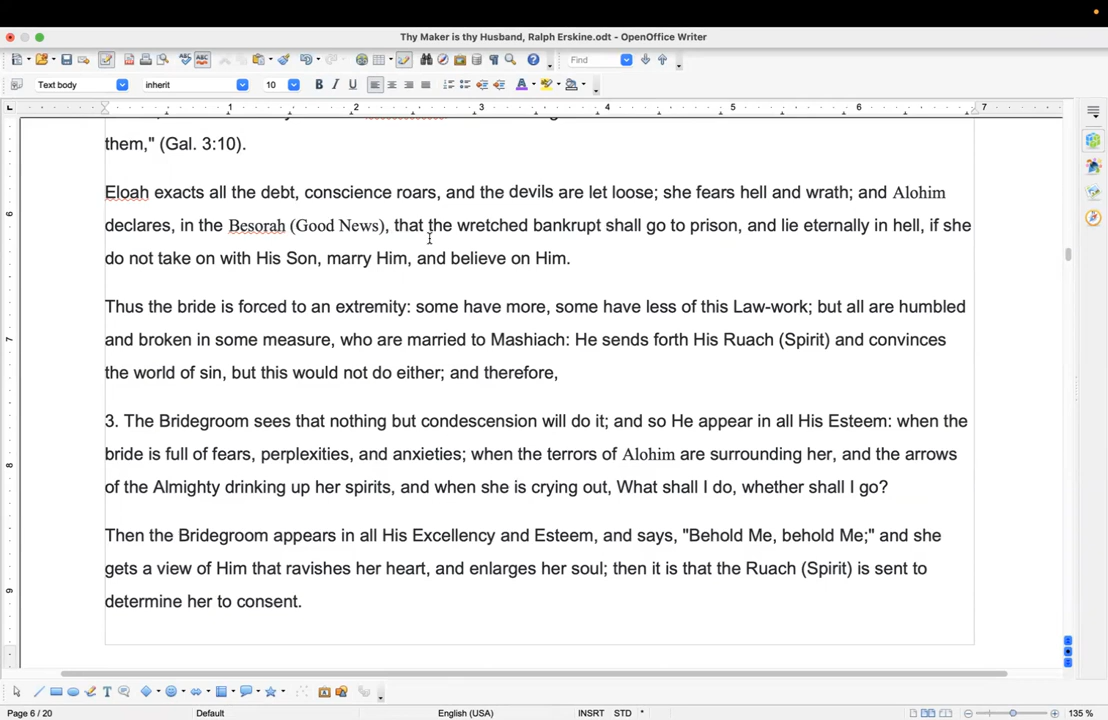 Thy Maker is thy Husband, Ralph Erskine.odt - OpenOffice Writer
Find
Text body inherit 10 B I U
1 2 3 4 5 6 7
them," (Gal. 3:10).
Eloah exacts all the debt, conscience roars, and the devils are let loose; she fears hell and wrath; and Alohim
declares, in the Besorah (Good News), that the wretched bankrupt shall go to prison, and lie eternally in hell, if she
do not take on with His Son, marry Him, and believe on Him.
Thus the bride is forced to an extremity: some have more, some have less of this Law-work; but all are humbled
and broken in some measure, who are married to Mashiach: He sends forth His Ruach (Spirit) and convinces
the world of sin, but this would not do either; and therefore,
3. The Bridegroom sees that nothing but condescension will do it; and so He appear in all His Esteem: when the
bride is full of fears, perplexities, and anxieties; when the terrors of Alohim are surrounding her, and the arrows
of the Almighty drinking up her spirits, and when she is crying out, What shall I do, whether shall I go?
Then the Bridegroom appears in all His Excellency and Esteem, and says, "Behold Me, behold Me;" and she
gets a view of Him that ravishes her heart, and enlarges her soul; then it is that the Ruach (Spirit) is sent to
determine her to consent.
6
7
8
9
Page 6 / 20 Default English (USA) INSRT STD * 135 %